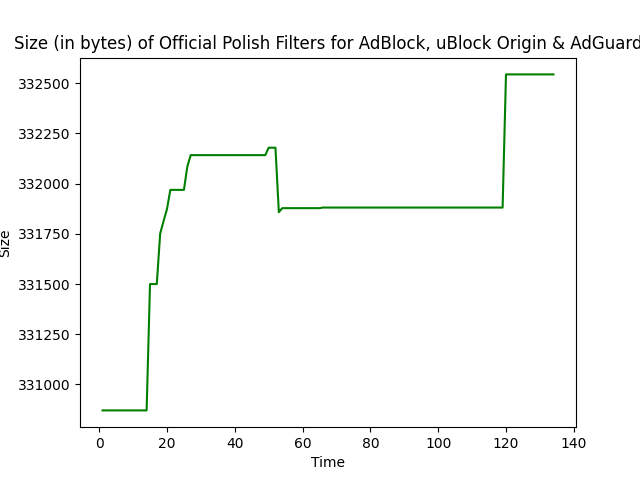 Size (in bytes) of Official Polish Filters for AdBlock, uBlock Origin & AdGuard
332500
332250
332000
331750
331500
331250
331000
Size
0 20 40 60 80 100 120 140
Time